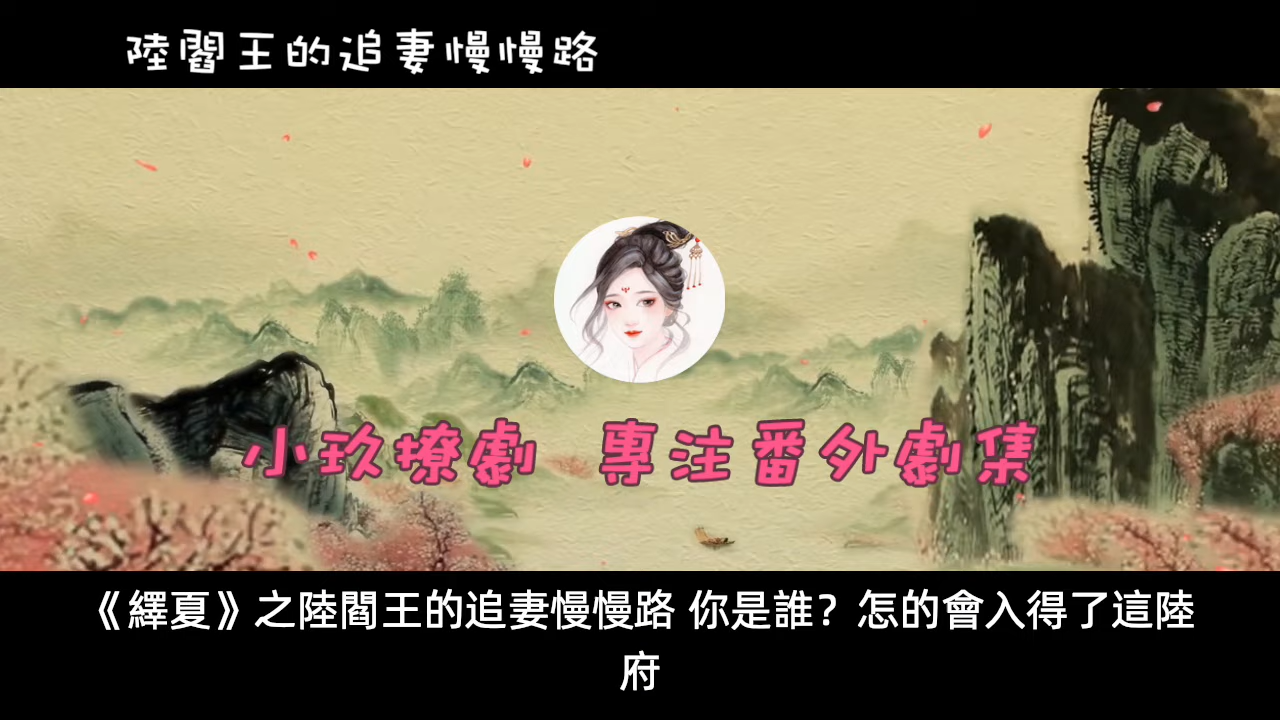 陸閻王的追妻慢慢路
小玖撩劇 專注番外劇集
《繹夏》之陸閻王的追妻慢慢路 你是誰？怎的會入得了這陸
府